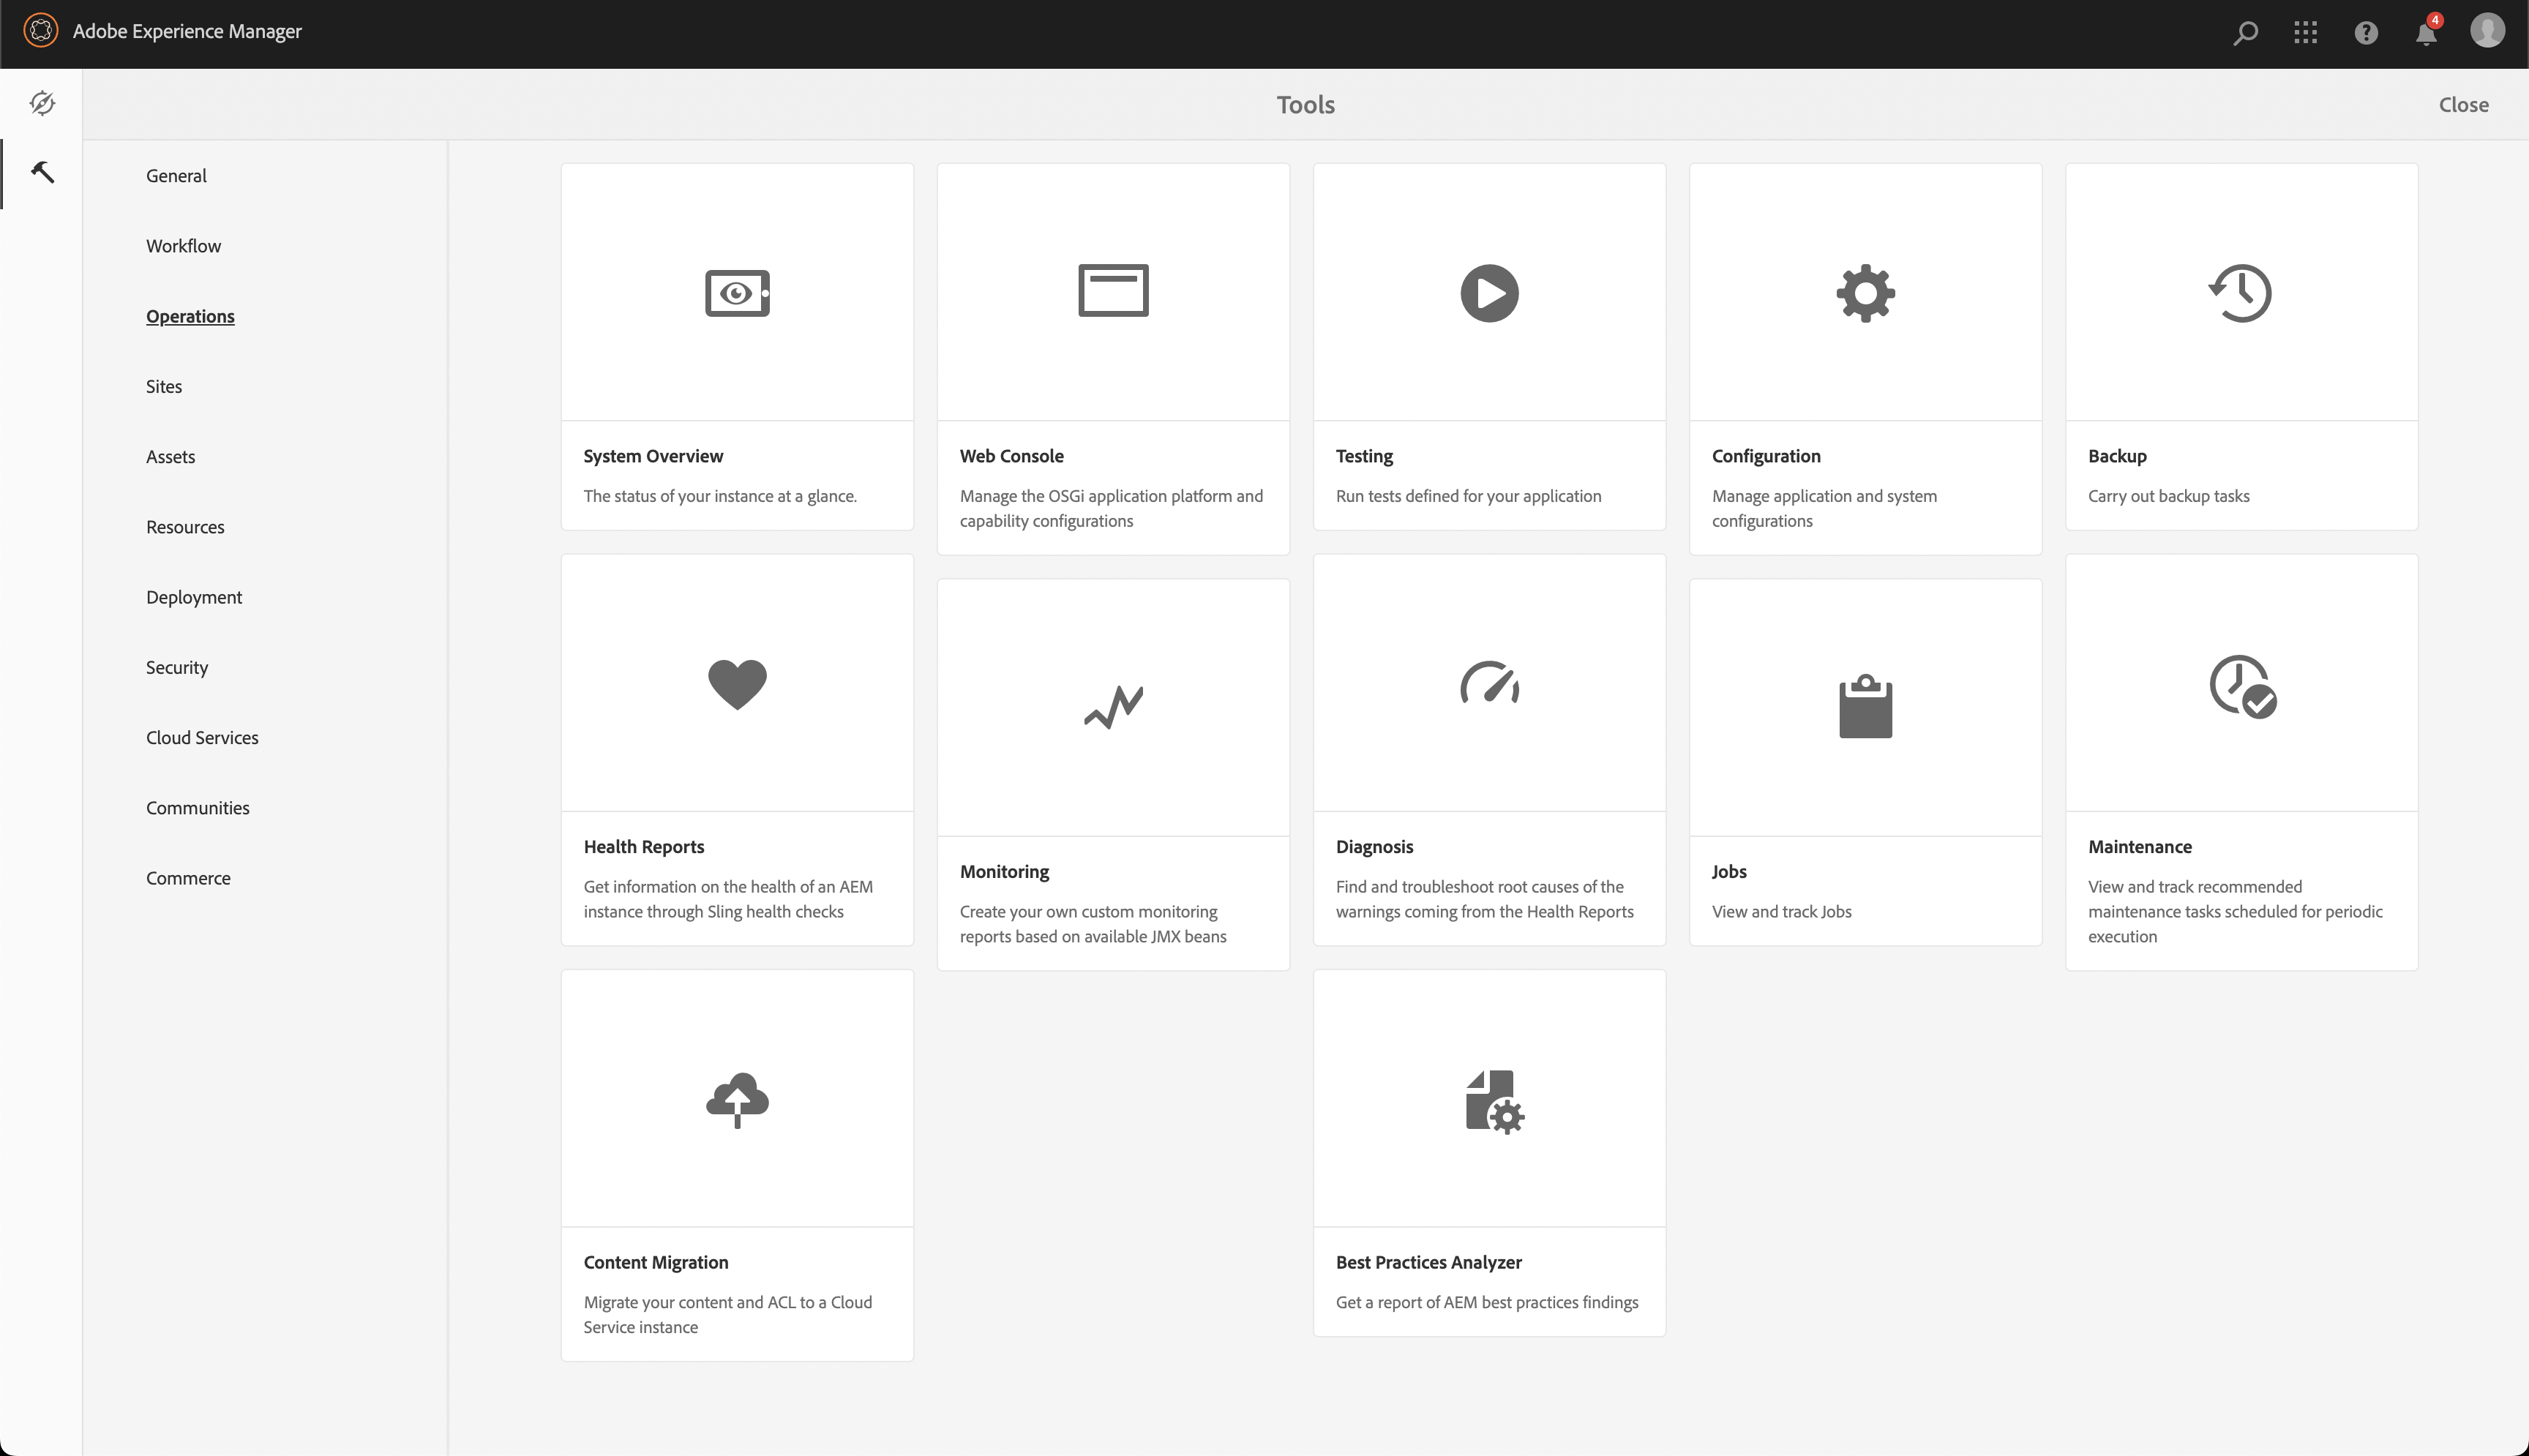 Adobe Experience Manager
4
Tools
Close
General
Workflow
Operations
Sites
Assets
Resources
Deployment
Security
Cloud Services
Communities
Commerce
System Overview
The status of your instance at a glance.
Web Console
Manage the OSGi application platform and
capability configurations
Testing
Run tests defined for your application
Configuration
Manage application and system
configurations
Backup
Carry out backup tasks
Health Reports
Get information on the health of an AEM
instance through Sling health checks
Monitoring
Create your own custom monitoring
reports based on available JMX beans
Diagnosis
Find and troubleshoot root causes of the
warnings coming from the Health Reports
Jobs
View and track Jobs
Maintenance
View and track recommended
maintenance tasks scheduled for periodic
execution
Content Migration
Migrate your content and ACL to a Cloud
Service instance
Best Practices Analyzer
Get a report of AEM best practices findings